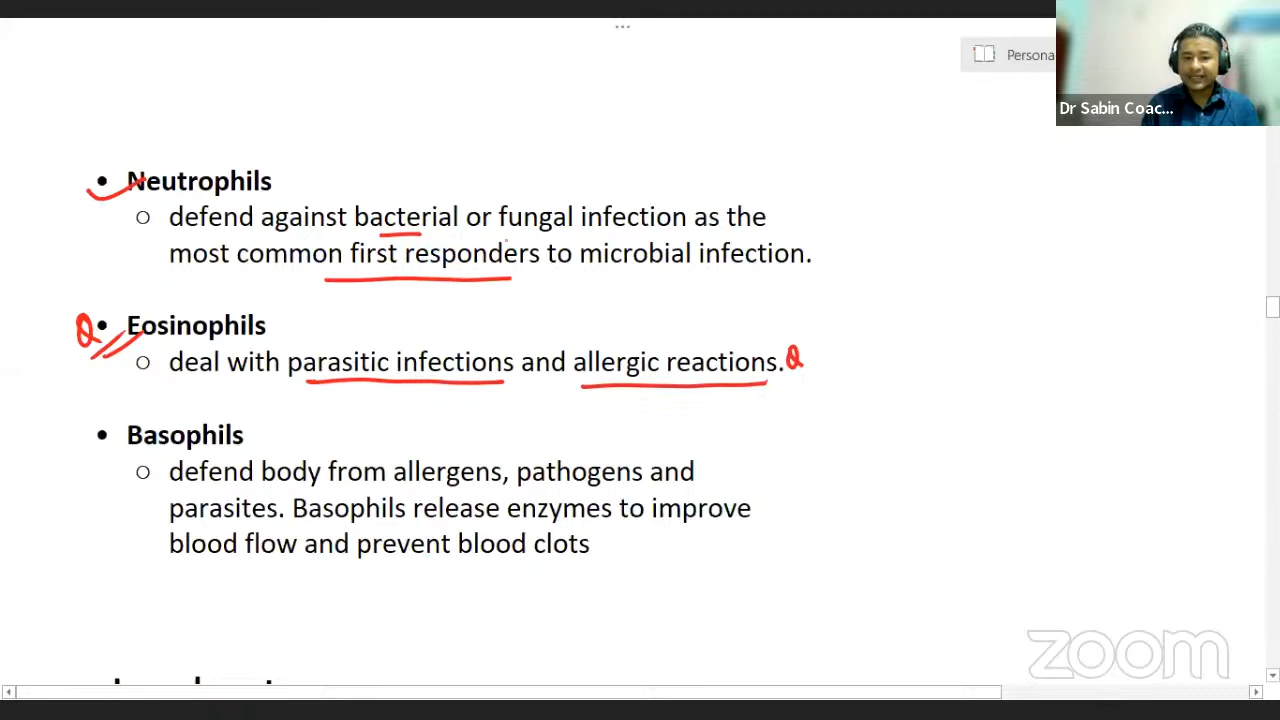 Persona
Dr Sabin Coac...
• Neutrophils
○ defend against bacterial or fungal infection as the
most common first responders to microbial infection.
Q • Eosinophils
○ deal with parasitic infections and allergic reactions. Q
• Basophils
○ defend body from allergens, pathogens and
parasites. Basophils release enzymes to improve
blood flow and prevent blood clots
zoom